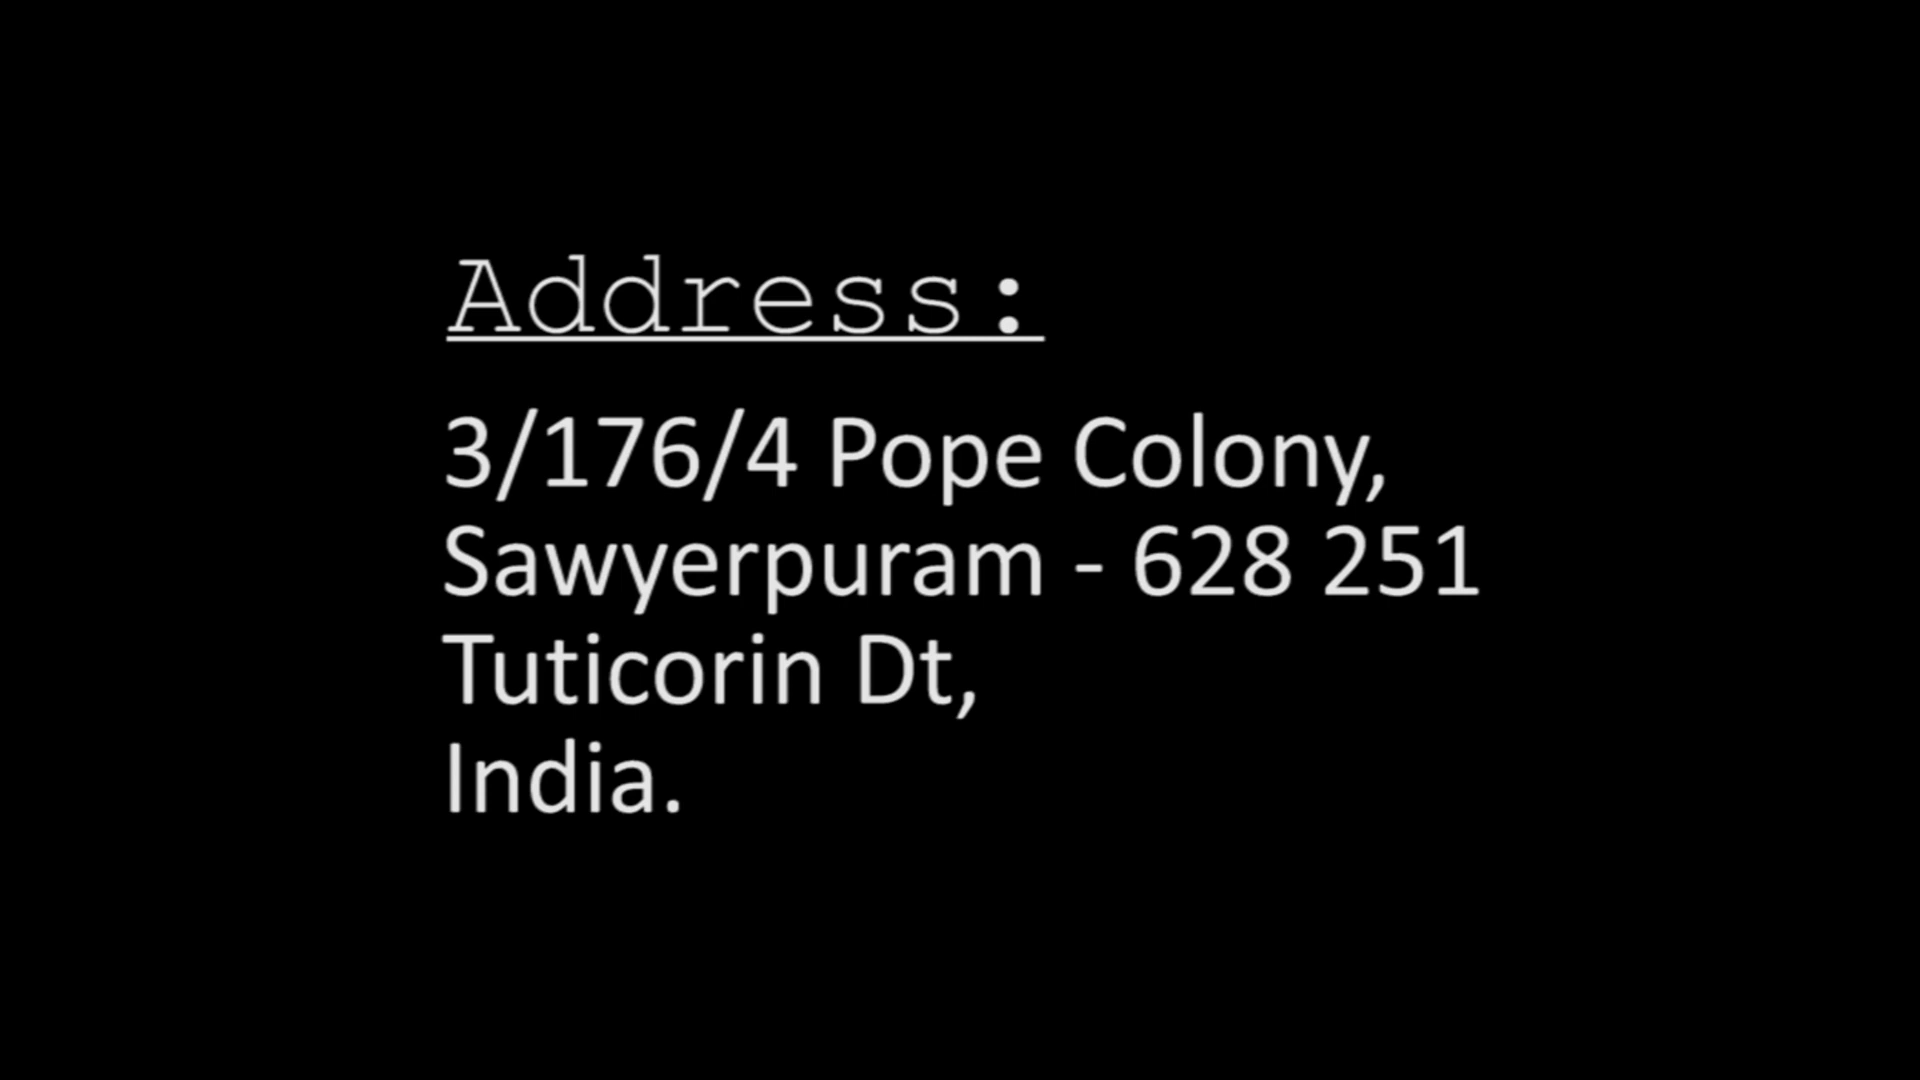 Address:
3/176/4 Pope Colony,
Sawyerpuram - 628 251
Tuticorin Dt,
India.